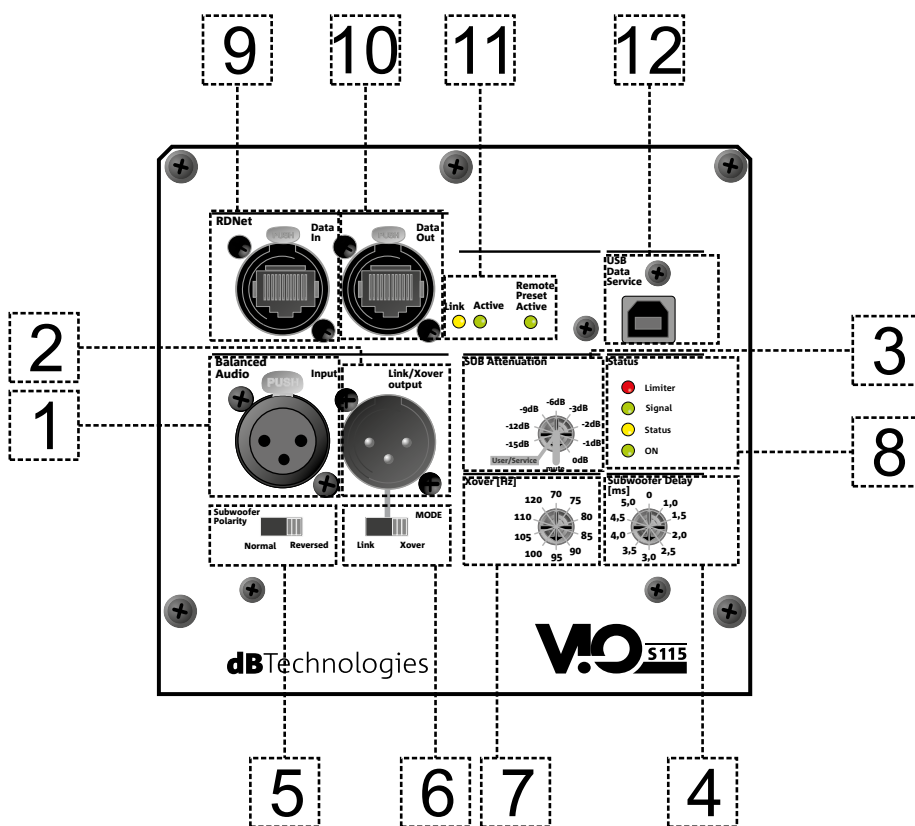 9
10
11
12
RDNet
PUSH
Data
In
PUSH
Data
Out
Link Active
Remote
Preset
Active
USB
Data
Service
2
1
3
8
Balanced
Audio
PUSH
Input
Link/Xover
output
SUB Attenuation
-6dB
-9dB
-3dB
-12dB
-2dB
-15dB
-1dB
User/Service
mute
0dB
Status
Limiter
Signal
Status
ON
Subwoofer
Polarity
Normal Reversed
MODE
Link Xover
Xover [Hz]
70
120
75
110
80
105
85
100
90
95
Subwoofer Delay
[ms]
0
5,0
1,0
4,5
1,5
4,0
2,0
3,5
2,5
3,0
dBTechnologies
VIO
S115
5
6
7
4